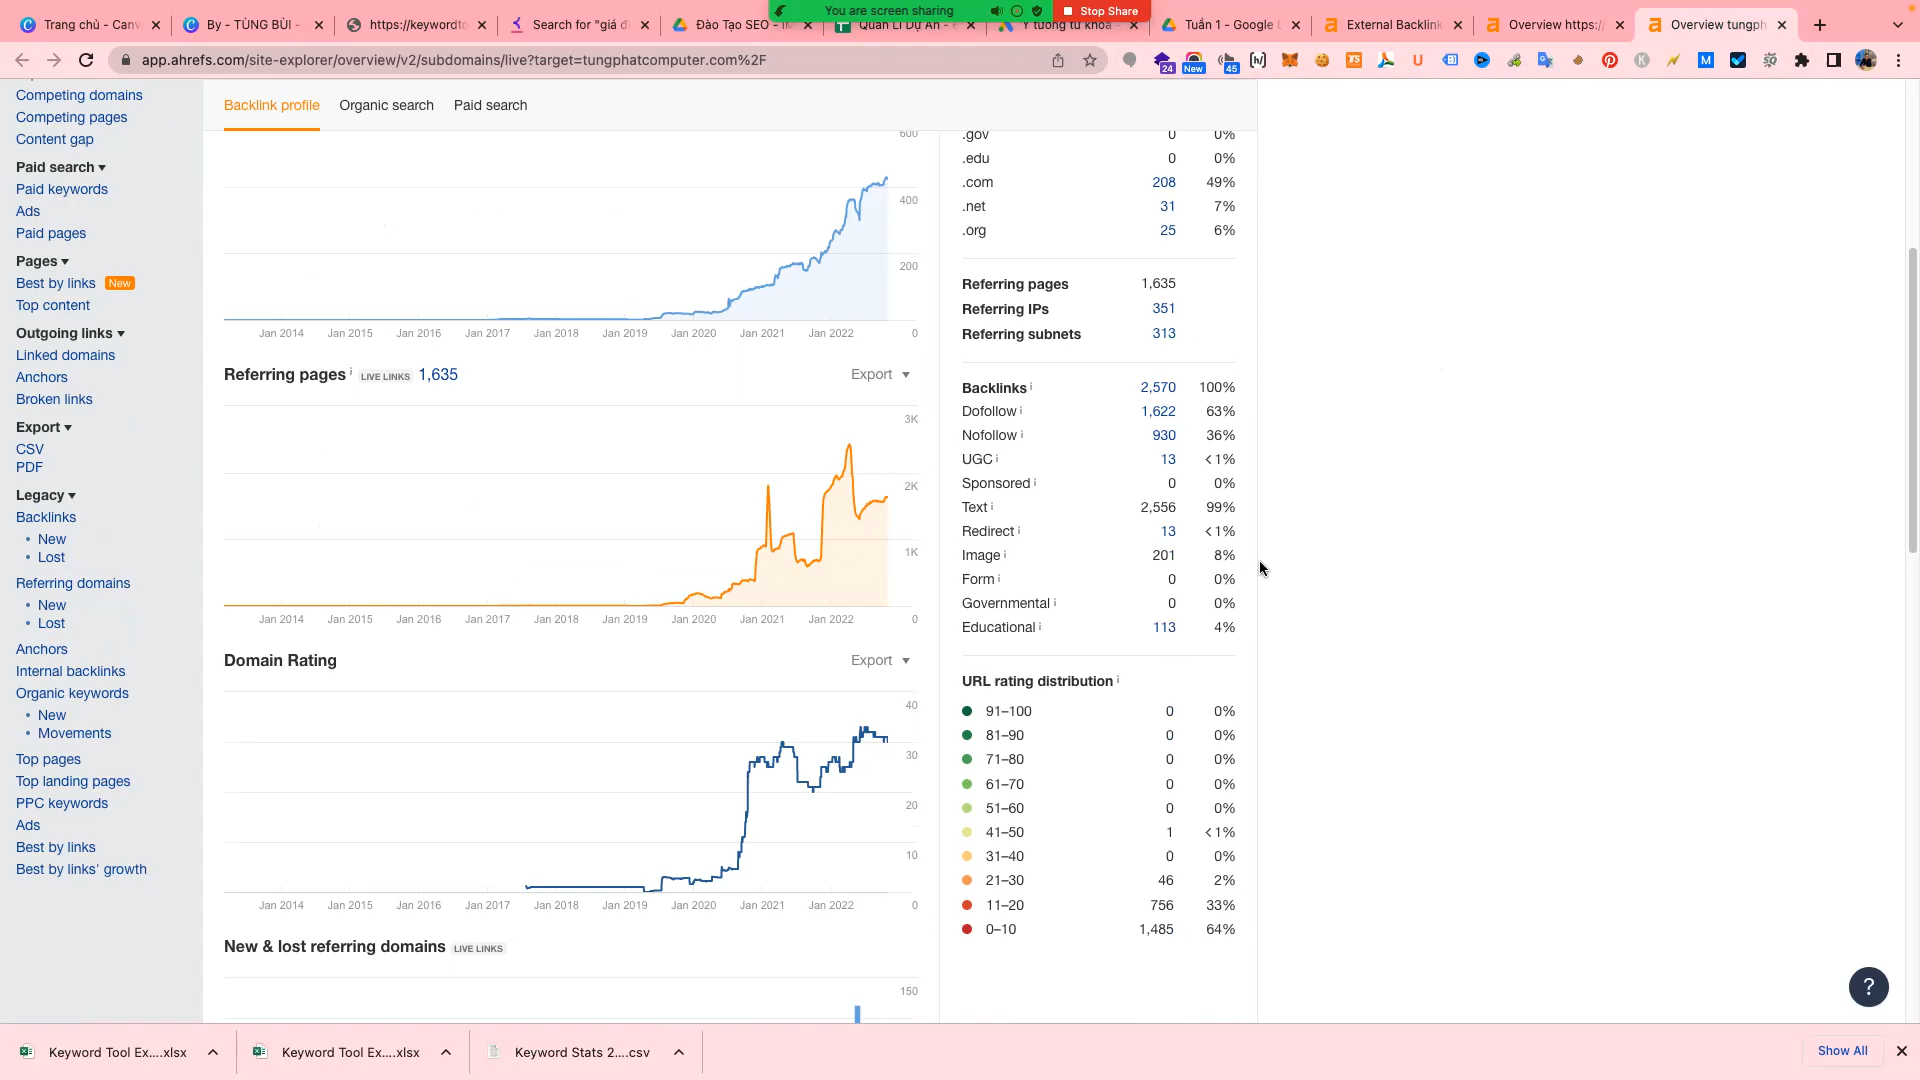 Trang chủ - Canv
By - TÙNG BÙI -
https://keywordto
Search for "giá đ
Đào Tạo SEO - I
Quản Lí Dự Án -
Ý tưởng từ khóa -
Tuần 1 - Google D
External Backlink
Overview https:/
Overview tungph
You are screen sharing
Stop Share
app.ahrefs.com/site-explorer/overview/v2/subdomains/live?target=tungphatcomputer.com%2F
24
New
45
Competing domains
Competing pages
Content gap
Paid search
Paid keywords
Ads
Paid pages
Pages
Best by links New
Top content
Outgoing links
Linked domains
Anchors
Broken links
Export
CSV
PDF
Legacy
Backlinks
New
Lost
Referring domains
New
Lost
Anchors
Internal backlinks
Organic keywords
New
Movements
Top pages
Top landing pages
PPC keywords
Ads
Best by links
Best by links' growth
Backlink profile Organic search Paid search
600
400
200
0
Jan 2014 Jan 2015 Jan 2016 Jan 2017 Jan 2018 Jan 2019 Jan 2020 Jan 2021 Jan 2022
Referring pages i LIVE LINKS 1,635 Export
3K
2K
1K
0
Jan 2014 Jan 2015 Jan 2016 Jan 2017 Jan 2018 Jan 2019 Jan 2020 Jan 2021 Jan 2022
Domain Rating Export
40
30
20
10
0
Jan 2014 Jan 2015 Jan 2016 Jan 2017 Jan 2018 Jan 2019 Jan 2020 Jan 2021 Jan 2022
New & lost referring domains LIVE LINKS
150
.gov 0 0%
.edu 0 0%
.com 208 49%
.net 31 7%
.org 25 6%
Referring pages 1,635
Referring IPs 351
Referring subnets 313
Backlinks i 2,570 100%
Dofollow i 1,622 63%
Nofollow i 930 36%
UGC i 13 <1%
Sponsored i 0 0%
Text i 2,556 99%
Redirect i 13 <1%
Image i 201 8%
Form i 0 0%
Governmental i 0 0%
Educational i 113 4%
URL rating distribution i
91–100 0 0%
81–90 0 0%
71–80 0 0%
61–70 0 0%
51–60 0 0%
41–50 1 <1%
31–40 0 0%
21–30 46 2%
11–20 756 33%
0–10 1,485 64%
?
Keyword Tool Ex....xlsx
Keyword Tool Ex....xlsx
Keyword Stats 2....csv
Show All